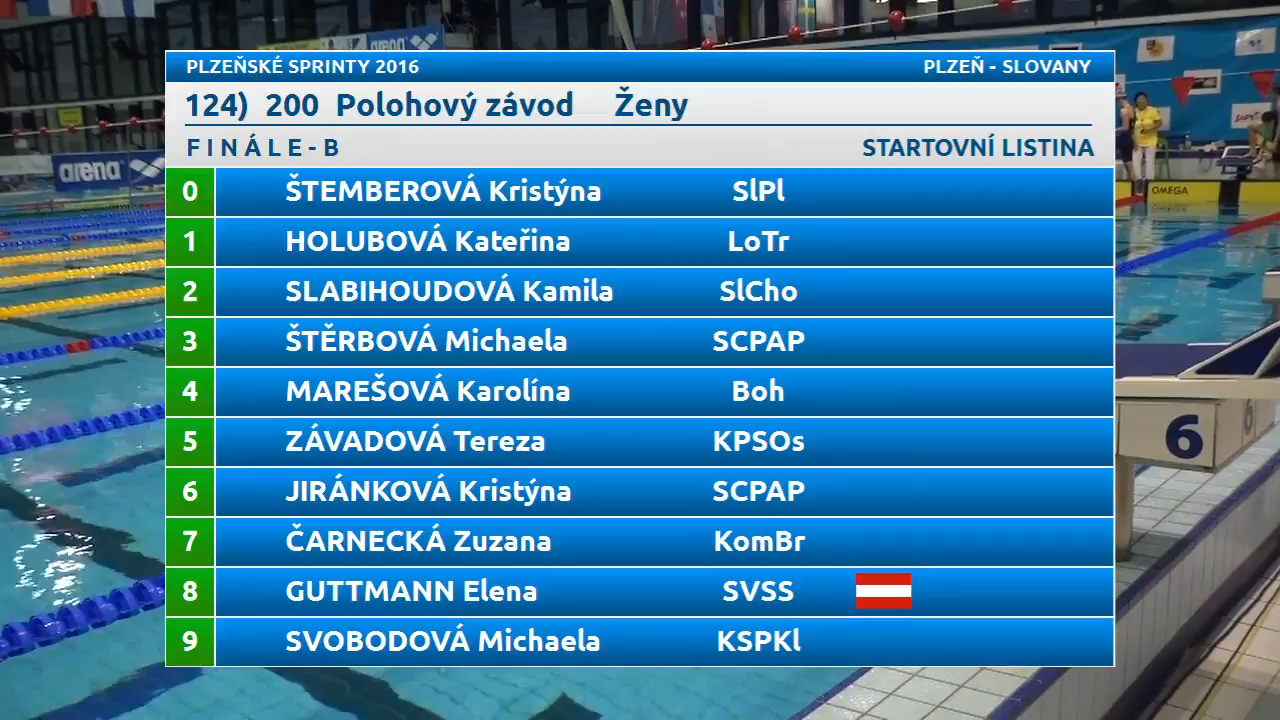 arena
PLZEŇSKÉ SPRINTY 2016 PLZEŇ - SLOVANY
124) 200 Polohový závod Ženy
FINÁLE-B STARTOVNÍ LISTINA
arena
0 ŠTEMBEROVÁ Kristýna SlPl
OMEGA
1 HOLUBOVÁ Kateřina LoTr
2 SLABIHOUDOVÁ Kamila SlCho
3 ŠTĚRBOVÁ Michaela SCPAP
4 MAREŠOVÁ Karolína Boh
5 ZÁVADOVÁ Tereza KPSOs
6
6 JIRÁNKOVÁ Kristýna SCPAP
7 ČARNECKÁ Zuzana KomBr
8 GUTTMANN Elena SVSS
9 SVOBODOVÁ Michaela KSPKl